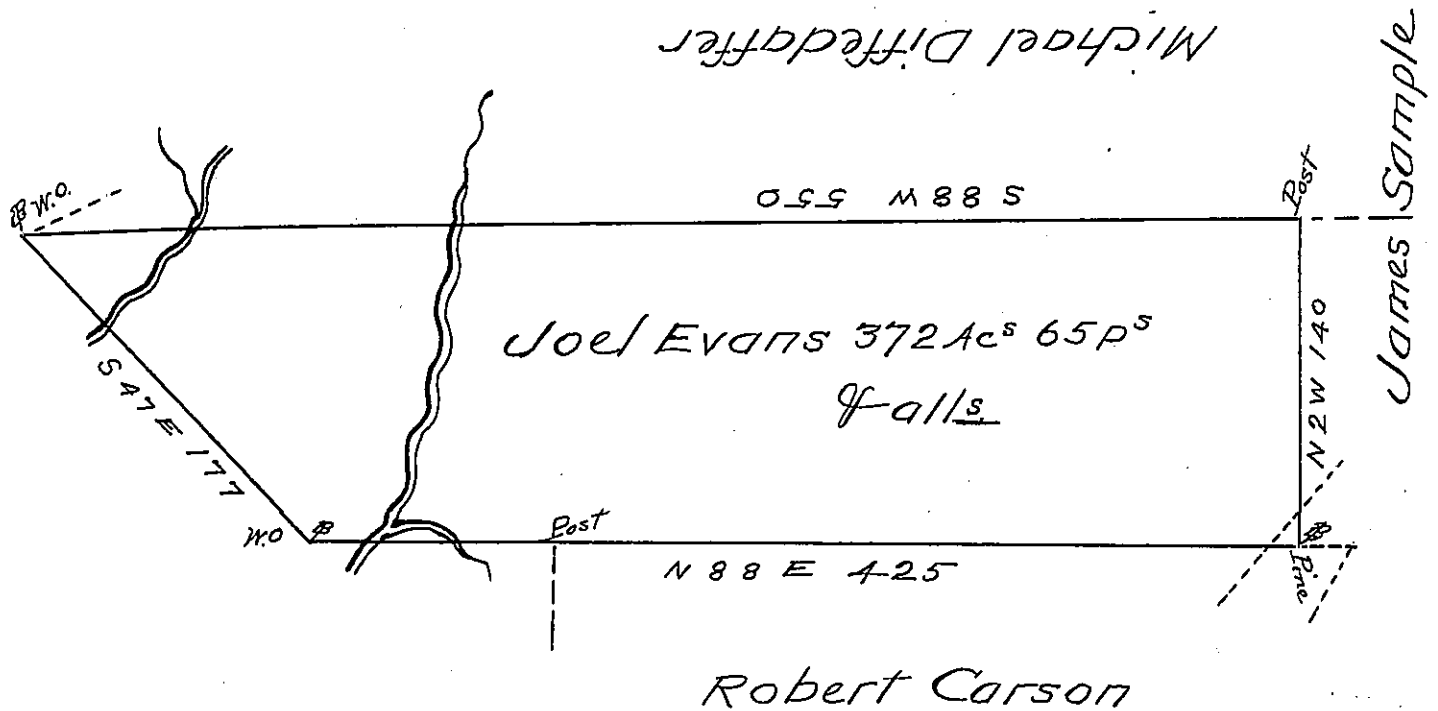 Michael Diffedaffer
James Sample
W.O.
S 88 W 550
Post
Joel Evans 372 Acˢ 65 pˢ
& allˢ
N 2 W 140
S 47 E 177
W.O
Post
N 88 E 425
Pine
Robert Carson